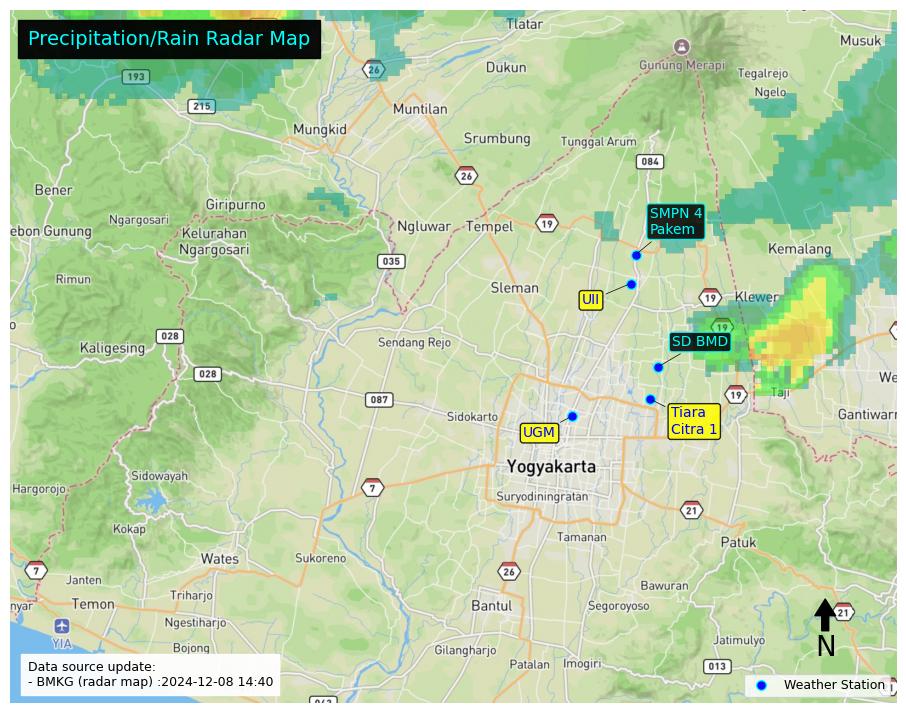 Precipitation/Rain Radar Map
Tlatar
Musuk
26
Dukun
Gunung Merapi
Tegalrejo
193
Ngelo
215
Muntilan
Mungkid
Srumbung
Tunggal Arum
084
26
Bener
Giripurno
SMPN 4
Pakem
Ngargosari
Ngluwar
Tempel
19
ebon Gunung
Kelurahan
Ngargosari
Kemalang
035
Rimun
Sleman
UII
19
Klewer
19
028
Sendang Rejo
SD BMD
Kaligesing
028
We
087
19
Taji
Sidokarto
Tiara
Citra 1
Gantiwarn
UGM
Yogyakarta
Sidowayah
Hargorojo
7
Suryodiningratan
21
Kokap
Tamanan
Patuk
Wates
Sukoreno
7
26
Janten
Bawuran
Triharjo
nyar
Temon
Bantul
Segoroyoso
21
Ngestiharjo
YIA
N
Bojong
Gilangharjo
Jatimulyo
Data source update:
- BMKG (radar map) :2024-12-08 14:40
Patalan
Imogiri
013
Weather Station